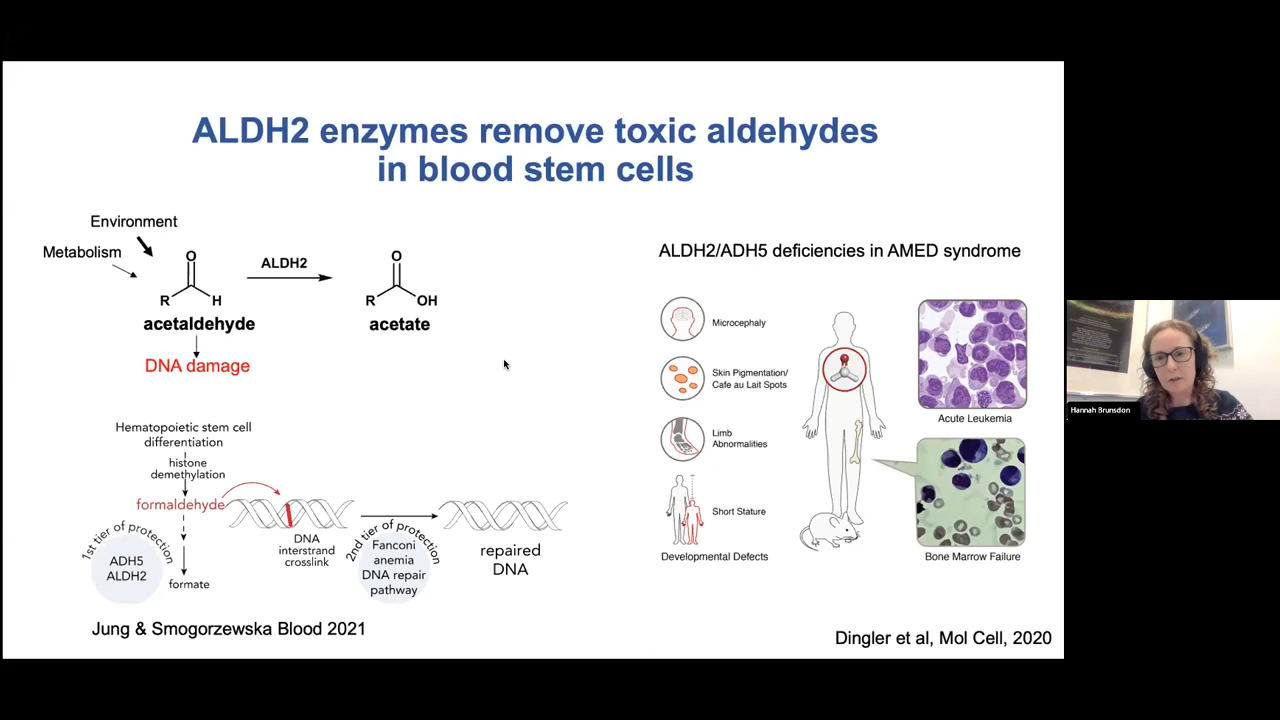 ALDH2 enzymes remove toxic aldehydes
in blood stem cells
Environment
Metabolism
O
R
H
acetaldehyde
DNA damage
ALDH2
O
R
OH
acetate
Hematopoietic stem cell
differentiation
histone
demethylation
formaldehyde
1st tier of protection
ADH5
ALDH2
formate
DNA
interstrand
crosslink
2nd tier of protection
Fanconi
anemia
DNA repair
pathway
repaired
DNA
Jung & Smogorzewska Blood 2021
ALDH2/ADH5 deficiencies in AMED syndrome
Microcephaly
Skin Pigmentation/
Cafe au Lait Spots
Limb
Abnormalities
Short Stature
Developmental Defects
Acute Leukemia
Bone Marrow Failure
Dingler et al, Mol Cell, 2020
Hannah Brunsdon